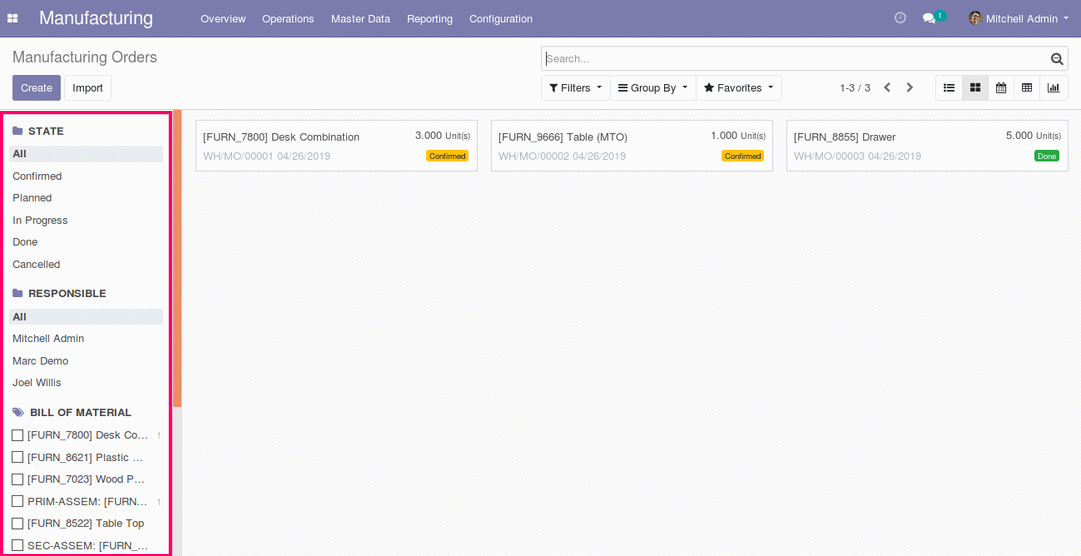 Manufacturing Overview Operations Master Data Reporting Configuration 1 Mitchell Admin
Manufacturing Orders
Search...
Create Import Filters Group By Favorites 1-3 / 3
STATE
All
Confirmed
Planned
In Progress
Done
Cancelled
RESPONSIBLE
All
Mitchell Admin
Marc Demo
Joel Willis
BILL OF MATERIAL
[FURN_7800] Desk Co... 1
[FURN_8621] Plastic ...
[FURN_7023] Wood P...
PRIM-ASSEM: [FURN... 1
[FURN_8522] Table Top
SEC-ASSEM: [FURN_...
[FURN_7800] Desk Combination 3.000 Unit(s)
WH/MO/00001 04/26/2019 Confirmed
[FURN_9666] Table (MTO) 1.000 Unit(s)
WH/MO/00002 04/26/2019 Confirmed
[FURN_8855] Drawer 5.000 Unit(s)
WH/MO/00003 04/26/2019 Done